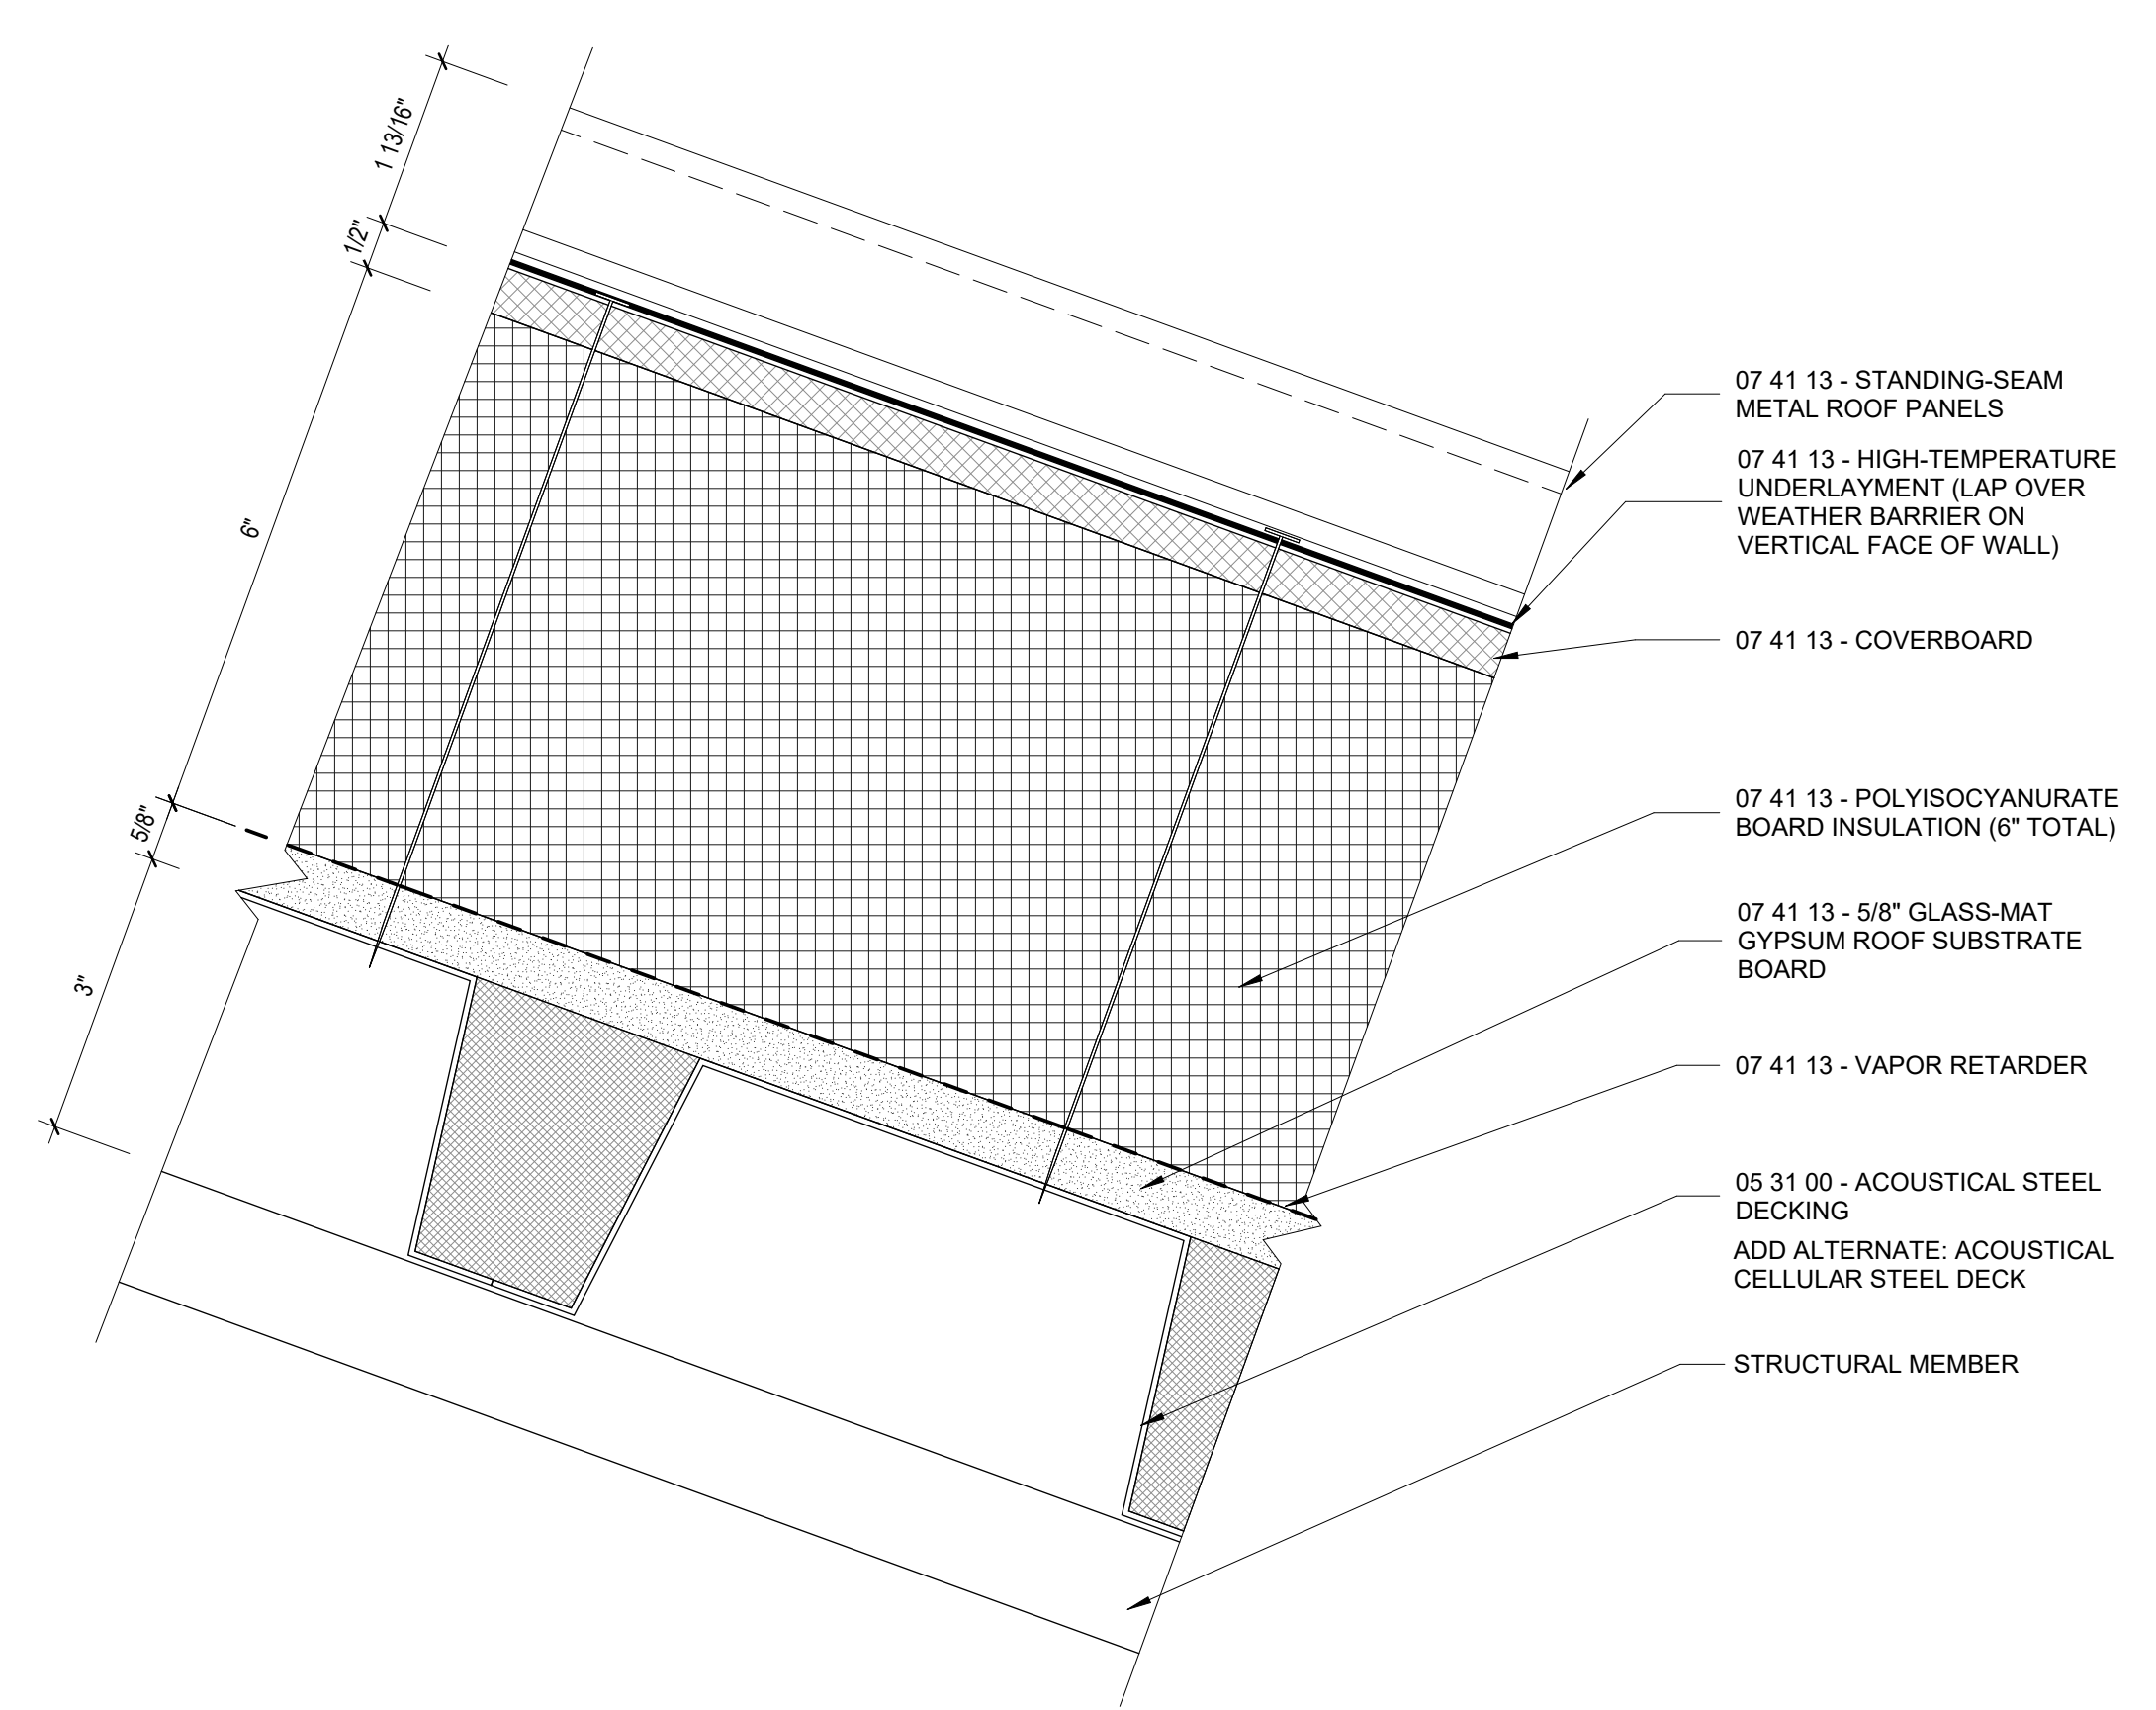 1 13/16"
1/2"
6"
5/8"
3"
07 41 13 - STANDING-SEAM
METAL ROOF PANELS
07 41 13 - HIGH-TEMPERATURE
UNDERLAYMENT (LAP OVER
WEATHER BARRIER ON
VERTICAL FACE OF WALL)
07 41 13 - COVERBOARD
07 41 13 - POLYISOCYANURATE
BOARD INSULATION (6" TOTAL)
07 41 13 - 5/8" GLASS-MAT
GYPSUM ROOF SUBSTRATE
BOARD
07 41 13 - VAPOR RETARDER
05 31 00 - ACOUSTICAL STEEL
DECKING
ADD ALTERNATE: ACOUSTICAL
CELLULAR STEEL DECK
STRUCTURAL MEMBER